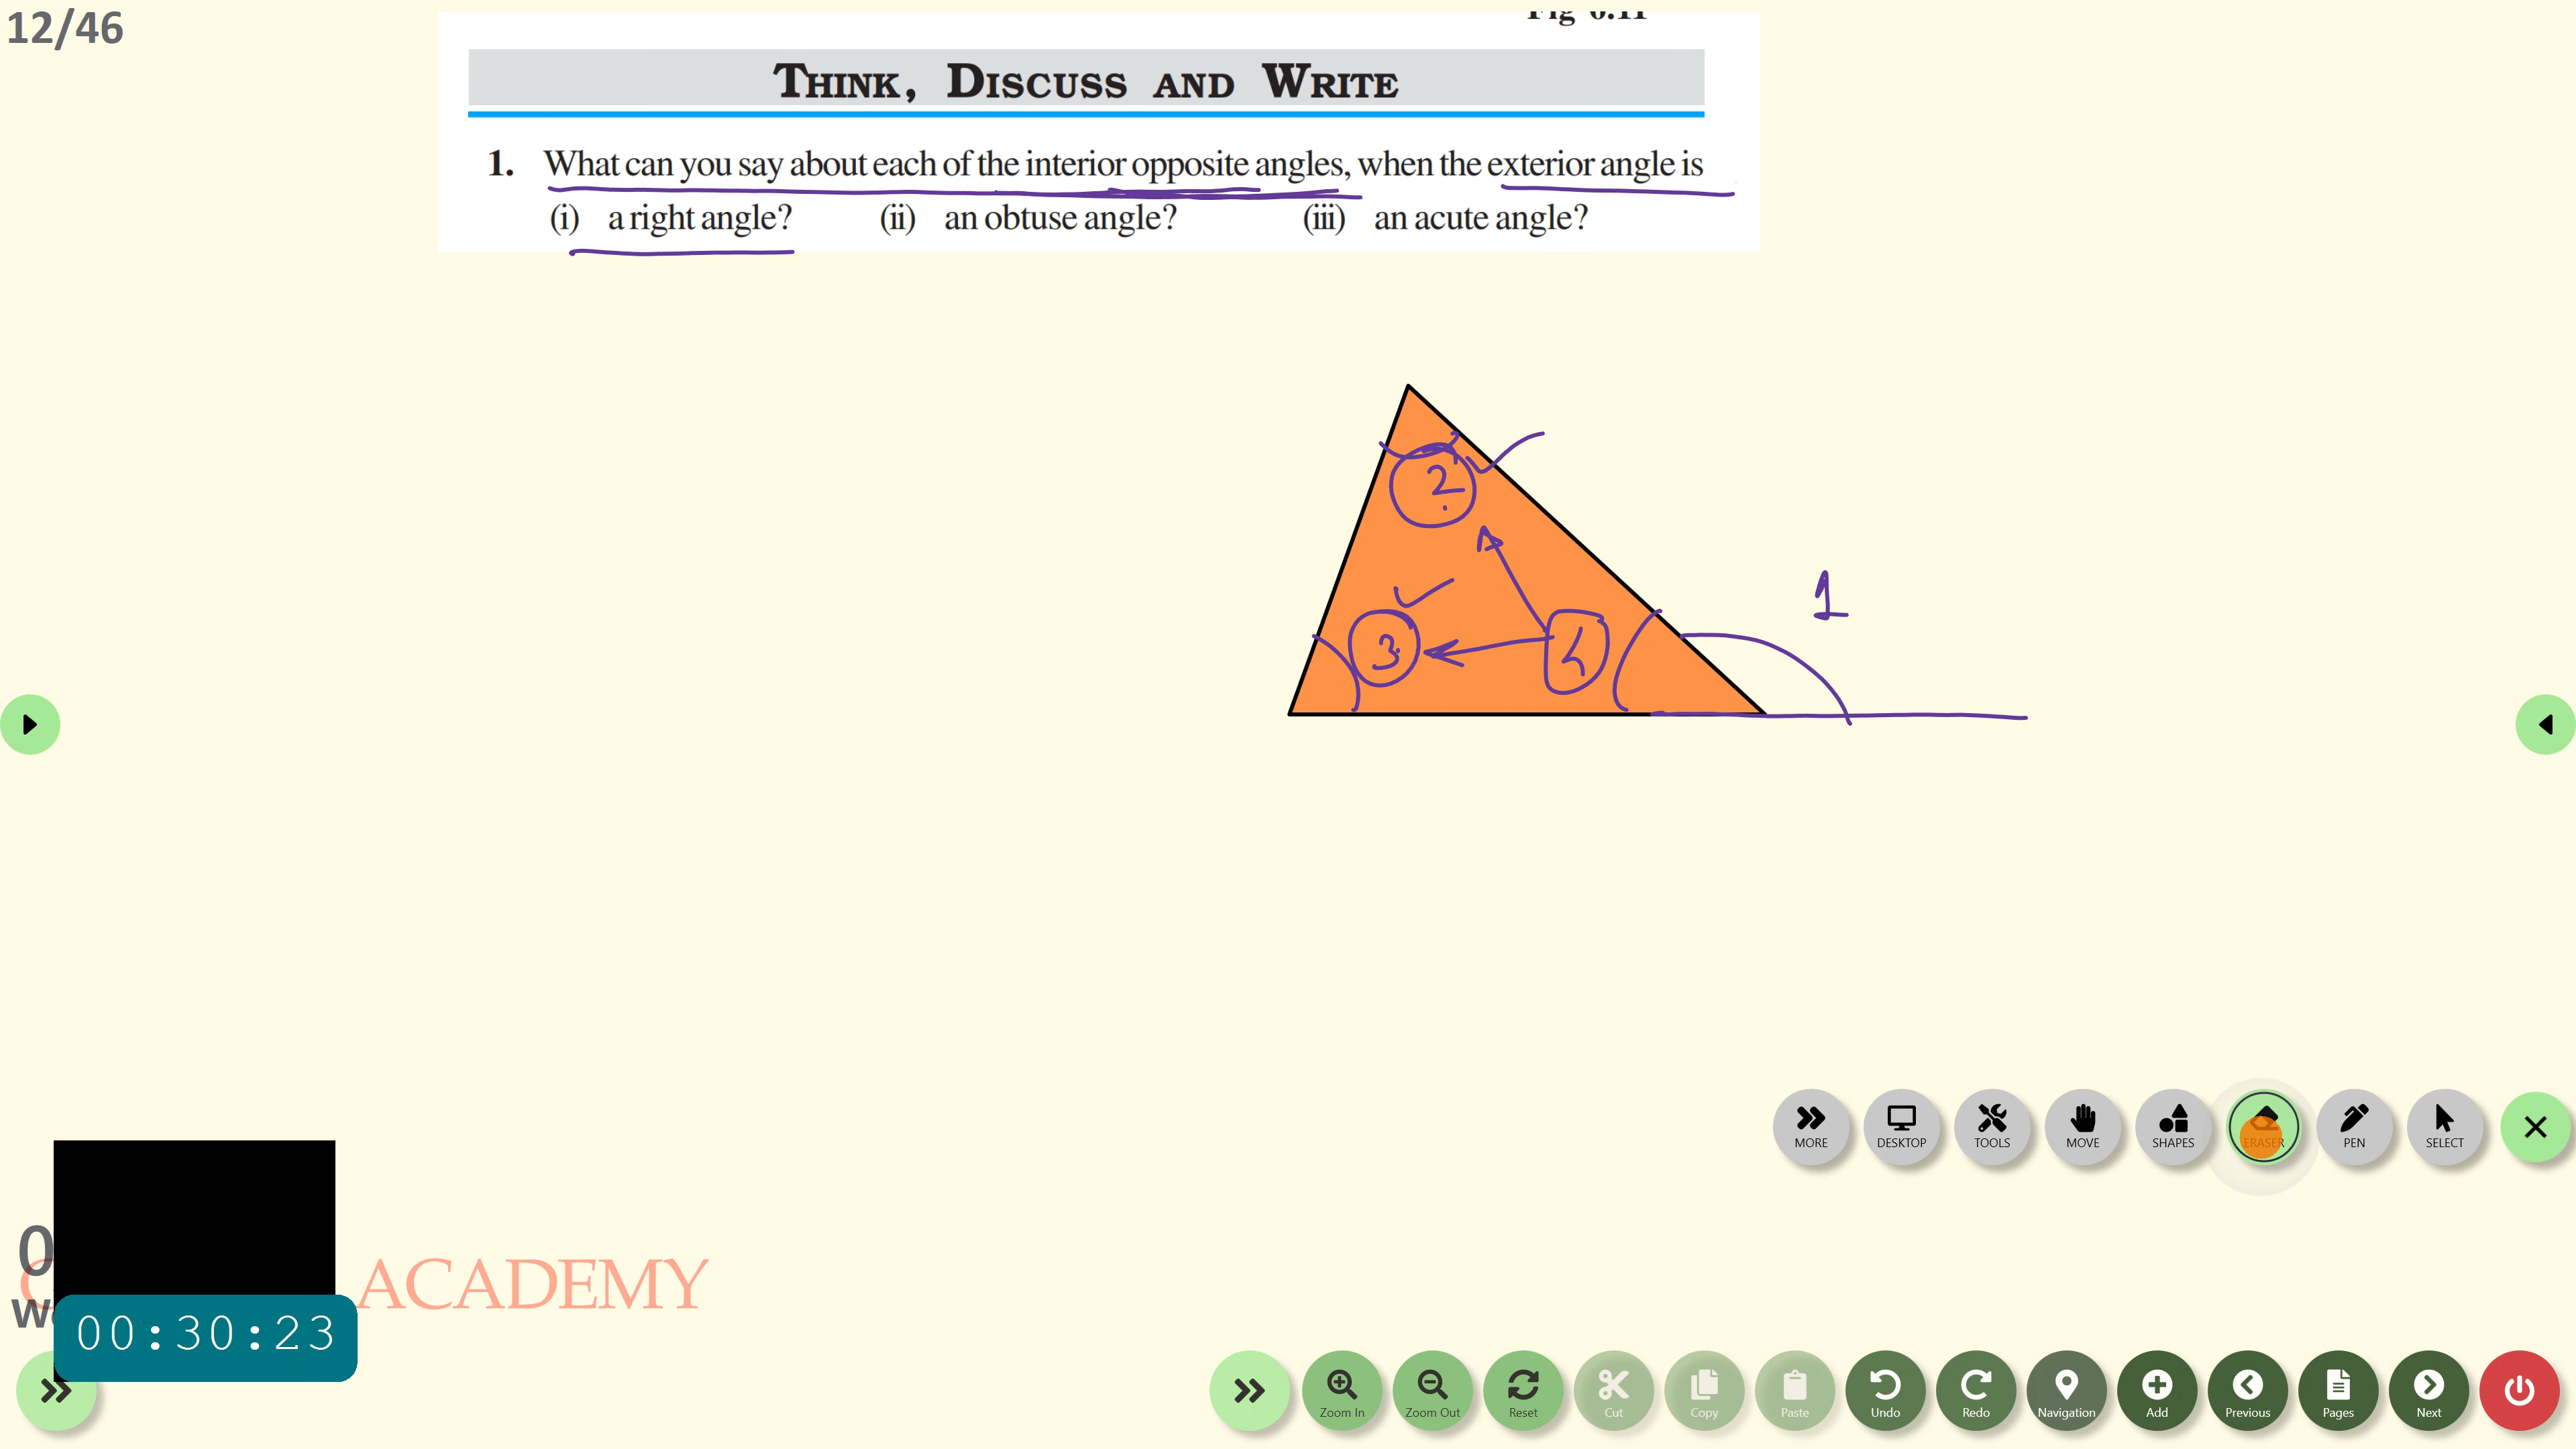 12/46
THINK, DISCUSS AND WRITE
1. What can you say about each of the interior opposite angles, when the exterior angle is
(i) a right angle? (ii) an obtuse angle? (iii) an acute angle?
2
1
3
4
MORE DESKTOP TOOLS MOVE SHAPES ERASER PEN SELECT
ACADEMY
00:30:23
Zoom In Zoom Out Reset Cut Copy Paste Undo Redo Navigation Add Previous Pages Next